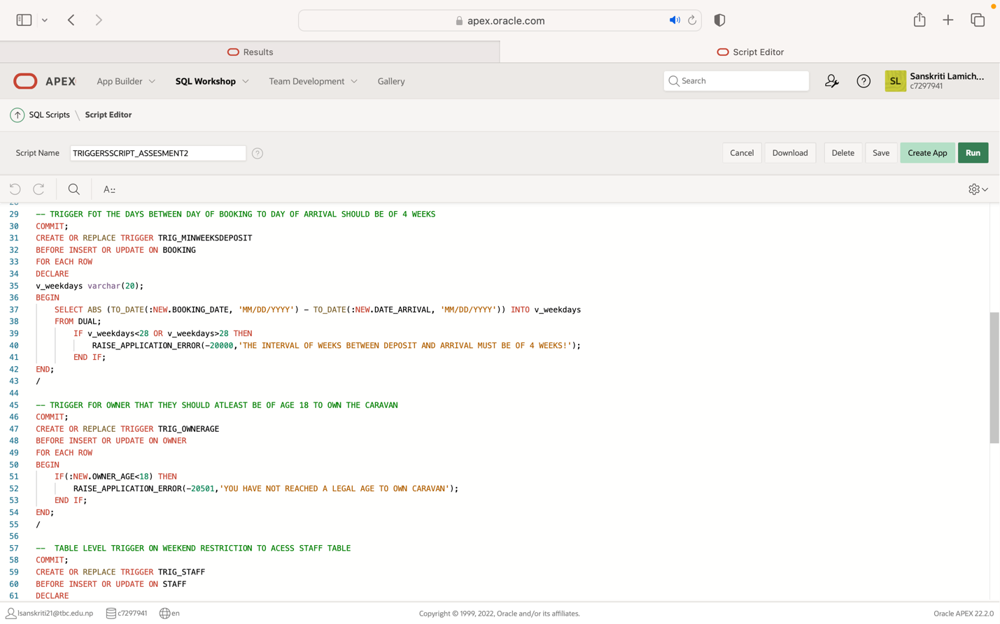 apex.oracle.com
Results
Script Editor
APEX
App Builder
SQL Workshop
Team Development
Gallery
Search
SL
Sanskriti Lamich...
c7297941
SQL Scripts
Script Editor
Script Name
TRIGGERSSCRIPT_ASSESMENT2
?
Cancel
Download
Delete
Save
Create App
Run
A::
28
29 -- TRIGGER FOT THE DAYS BETWEEN DAY OF BOOKING TO DAY OF ARRIVAL SHOULD BE OF 4 WEEKS
30 COMMIT;
31 CREATE OR REPLACE TRIGGER TRIG_MINWEEKSDEPOSIT
32 BEFORE INSERT OR UPDATE ON BOOKING
33 FOR EACH ROW
34 DECLARE
35 v_weekdays varchar(20);
36 BEGIN
37 SELECT ABS (TO_DATE(:NEW.BOOKING_DATE, 'MM/DD/YYYY') - TO_DATE(:NEW.DATE_ARRIVAL, 'MM/DD/YYYY')) INTO v_weekdays
38 FROM DUAL;
39 IF v_weekdays<28 OR v_weekdays>28 THEN
40 RAISE_APPLICATION_ERROR(-20000,'THE INTERVAL OF WEEKS BETWEEN DEPOSIT AND ARRIVAL MUST BE OF 4 WEEKS!');
41 END IF;
42 END;
43 /
44
45 -- TRIGGER FOR OWNER THAT THEY SHOULD ATLEAST BE OF AGE 18 TO OWN THE CARAVAN
46 COMMIT;
47 CREATE OR REPLACE TRIGGER TRIG_OWNERAGE
48 BEFORE INSERT OR UPDATE ON OWNER
49 FOR EACH ROW
50 BEGIN
51 IF(:NEW.OWNER_AGE<18) THEN
52 RAISE_APPLICATION_ERROR(-20501,'YOU HAVE NOT REACHED A LEGAL AGE TO OWN CARAVAN');
53 END IF;
54 END;
55 /
56
57 --  TABLE LEVEL TRIGGER ON WEEKEND RESTRICTION TO ACESS STAFF TABLE
58 COMMIT;
59 CREATE OR REPLACE TRIGGER TRIG_STAFF
60 BEFORE INSERT OR UPDATE ON STAFF
61 DECLARE
lsanskriti21@tbc.edu.np
c7297941
en
Copyright © 1999, 2022, Oracle and/or its affiliates.
Oracle APEX 22.2.0